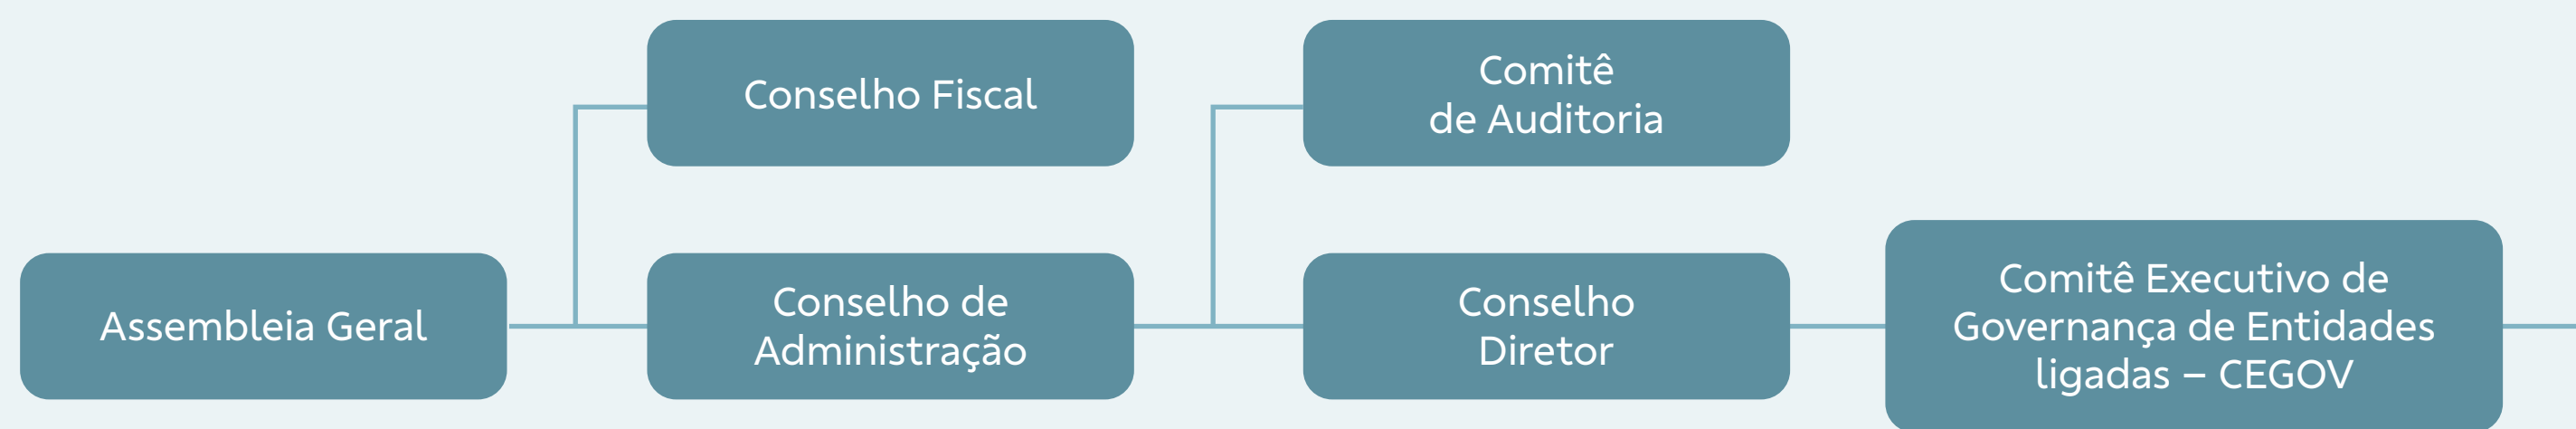 Conselho Fiscal
Comitê
de Auditoria
Assembleia Geral
Conselho de
Administração
Conselho
Diretor
Comitê Executivo de
Governança de Entidades
ligadas – CEGOV